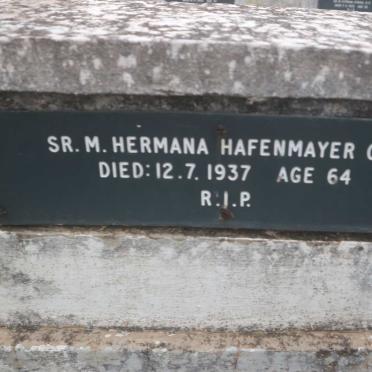 SR. M. HERMANA HAFENMAYER
DIED: 12.7.1937 AGE 64
R.I.P.